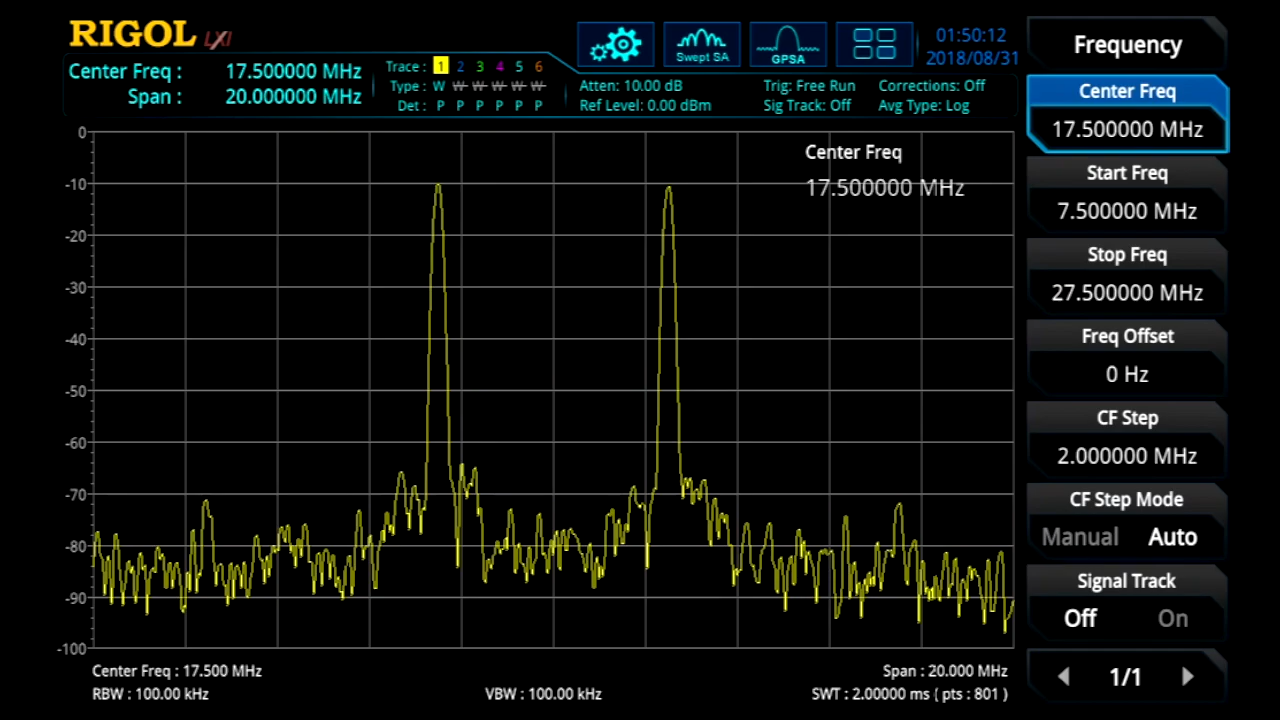 RIGOL LXI
Center Freq : 17.500000 MHz
Span : 20.000000 MHz
Trace : 1 2 3 4 5 6
Type : W W W W W W
Det : P P P P P P
Swept SA
GPSA
01:50:12
2018/08/31
Atten: 10.00 dB
Ref Level: 0.00 dBm
Trig: Free Run
Sig Track: Off
Corrections: Off
Avg Type: Log
0
-10
-20
-30
-40
-50
-60
-70
-80
-90
-100
Center Freq
17.500000 MHz
Center Freq : 17.500 MHz
Span : 20.000 MHz
RBW : 100.00 kHz
VBW : 100.00 kHz
SWT : 2.00000 ms ( pts : 801 )
Frequency
Center Freq
17.500000 MHz
Start Freq
7.500000 MHz
Stop Freq
27.500000 MHz
Freq Offset
0 Hz
CF Step
2.000000 MHz
CF Step Mode
Manual Auto
Signal Track
Off On
1/1